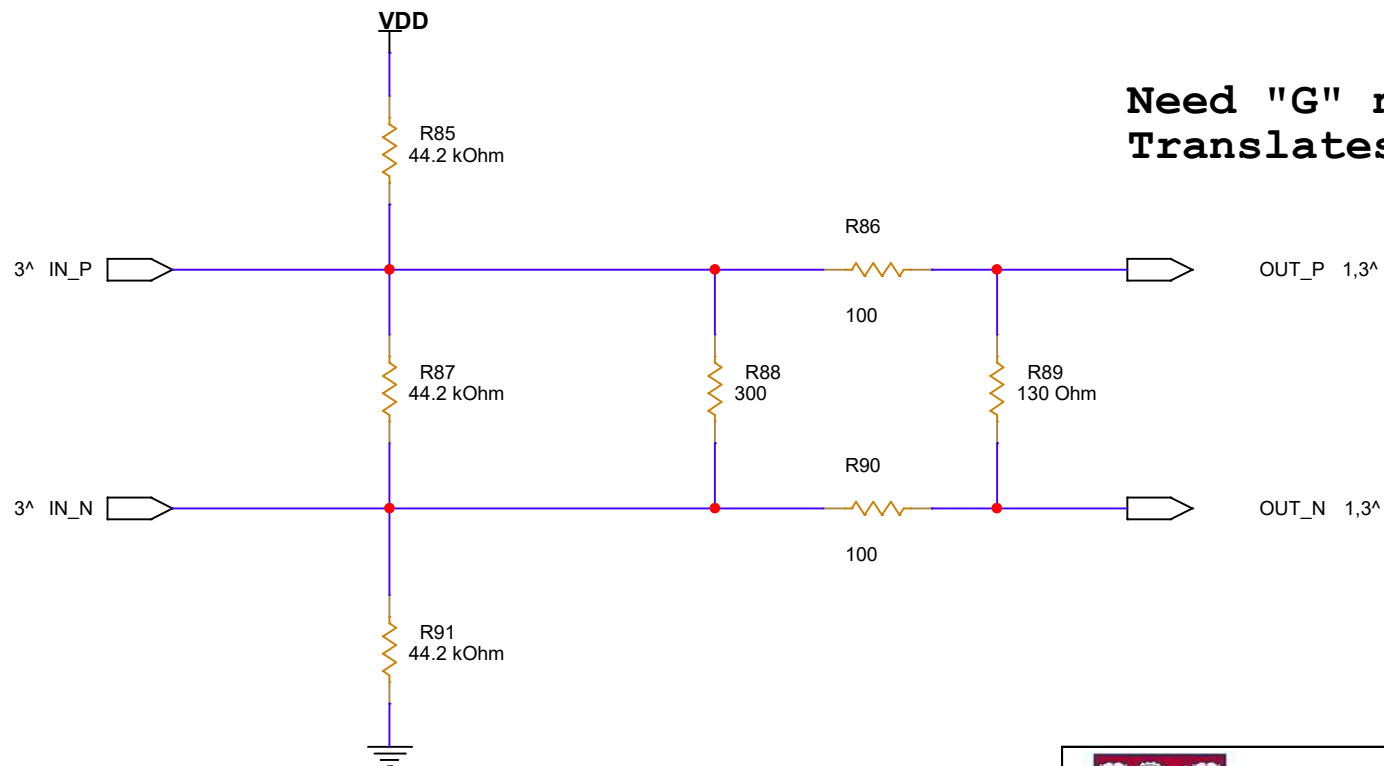 VDD
Need "G"
Translates
R85
44.2 kOhm
R86
3^ IN_P
OUT_P 1,3^
100
R87
44.2 kOhm
R88
300
R89
130 Ohm
R90
3^ IN_N
OUT_N 1,3^
100
R91
44.2 kOhm